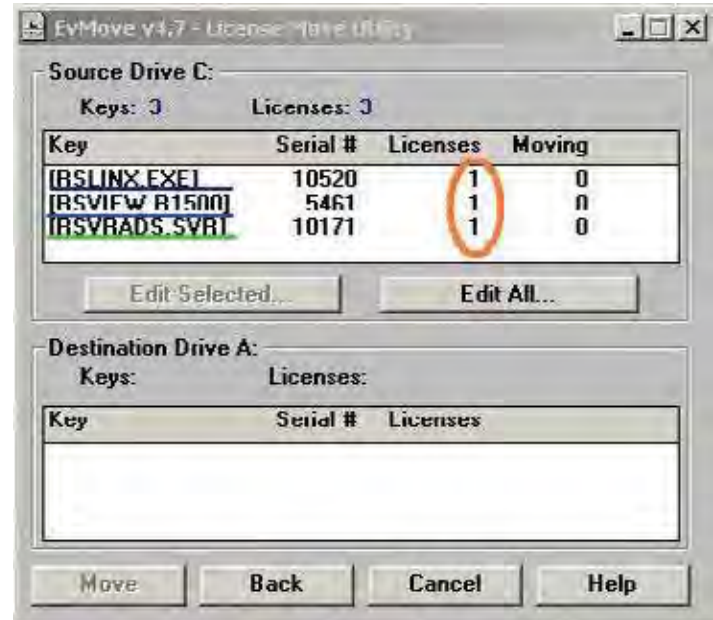 EvMove v4.7 - License Move Utility
Source Drive C:
Keys: 3 Licenses: 3
Key Serial # Licenses Moving
[RSLINX.EXE] 10520 1 0
[RSVIEW.R1500] 5461 1 0
[RSVRADS.SVR] 10171 1 0
Edit Selected... Edit All...
Destination Drive A:
Keys: Licenses:
Key Serial # Licenses
Move Back Cancel Help